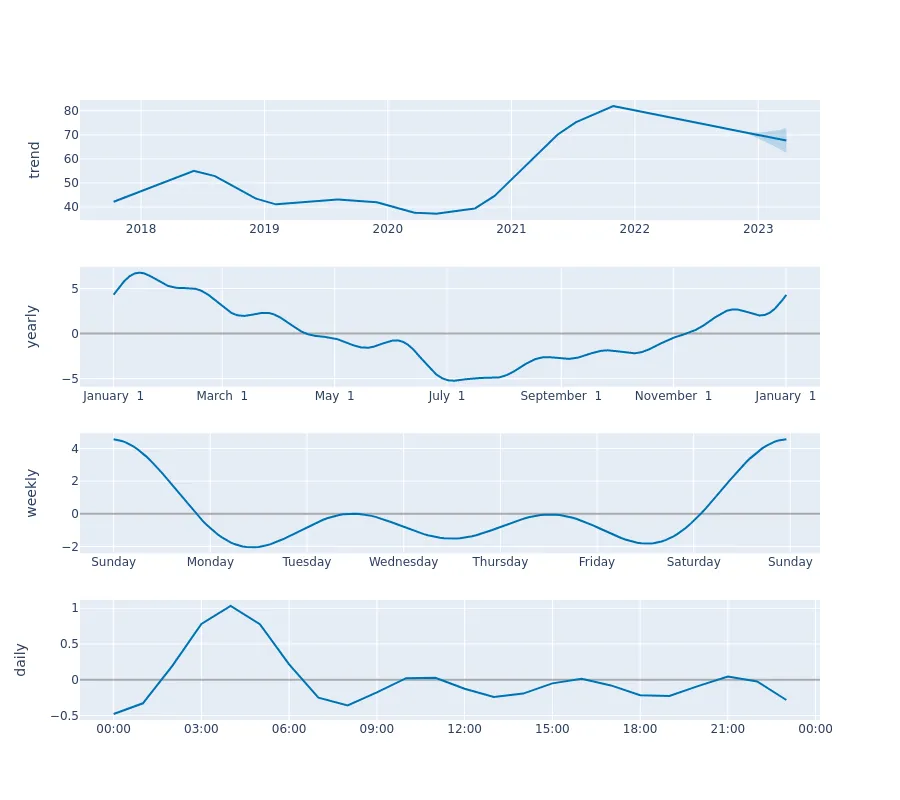 trend
80
70
60
50
40
2018 2019 2020 2021 2022 2023
yearly
5
0
−5
January 1 March 1 May 1 July 1 September 1 November 1 January 1
weekly
4
2
0
−2
Sunday Monday Tuesday Wednesday Thursday Friday Saturday Sunday
daily
1
0.5
0
−0.5
00:00 03:00 06:00 09:00 12:00 15:00 18:00 21:00 00:00